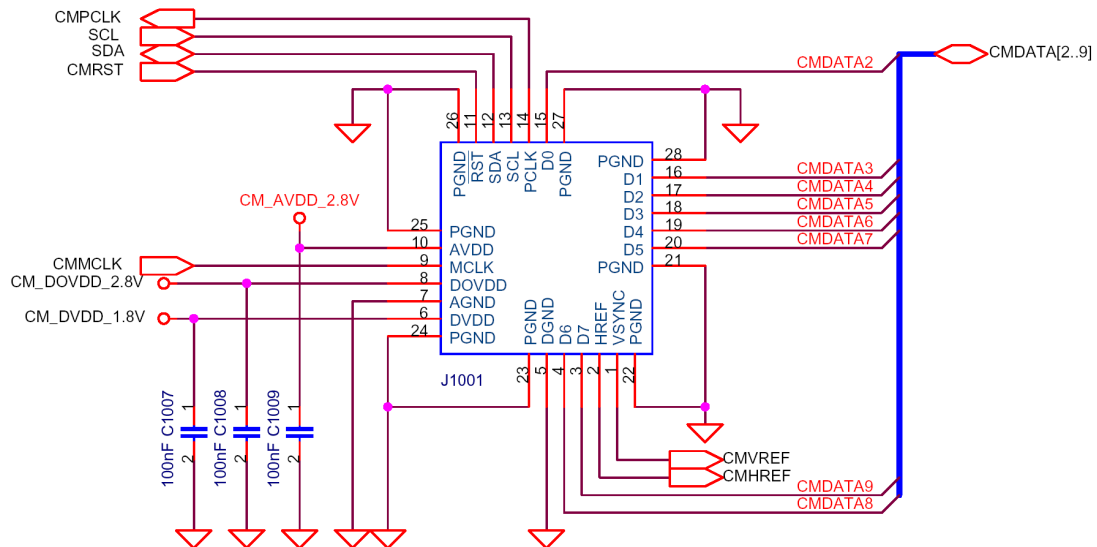 CMPCLK
SCL
SDA
CMRST
CMDATA2
CMDATA[2..9]
26
11
12
13
14
15
27
PGND
RST
SDA
SCL
PCLK
D0
PGND
PGND 28
D1 16 CMDATA3
D2 17 CMDATA4
D3 18 CMDATA5
D4 19 CMDATA6
D5 20 CMDATA7
PGND 21
CM_AVDD_2.8V
25 PGND
10 AVDD
CMMCLK 9 MCLK
CM_DOVDD_2.8V 8 DOVDD
7 AGND
CM_DVDD_1.8V 6 DVDD
24 PGND
PGND
DGND
D6
D7
HREF
VSYNC
PGND
23
5
4
3
2
1
22
J1001
100nF C1007
1
2
100nF C1008
1
2
100nF C1009
1
2
CMVREF
CMHREF
CMDATA9
CMDATA8